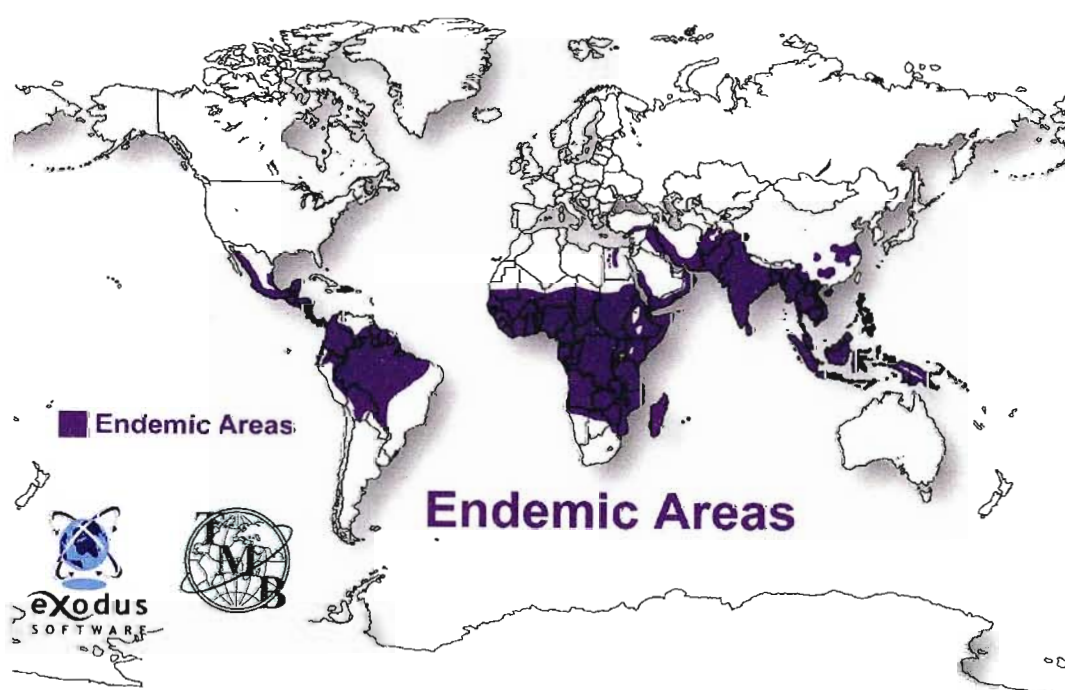 Endemic Areas
Endemic Areas
eXodus
SOFTWARE
T
M
B